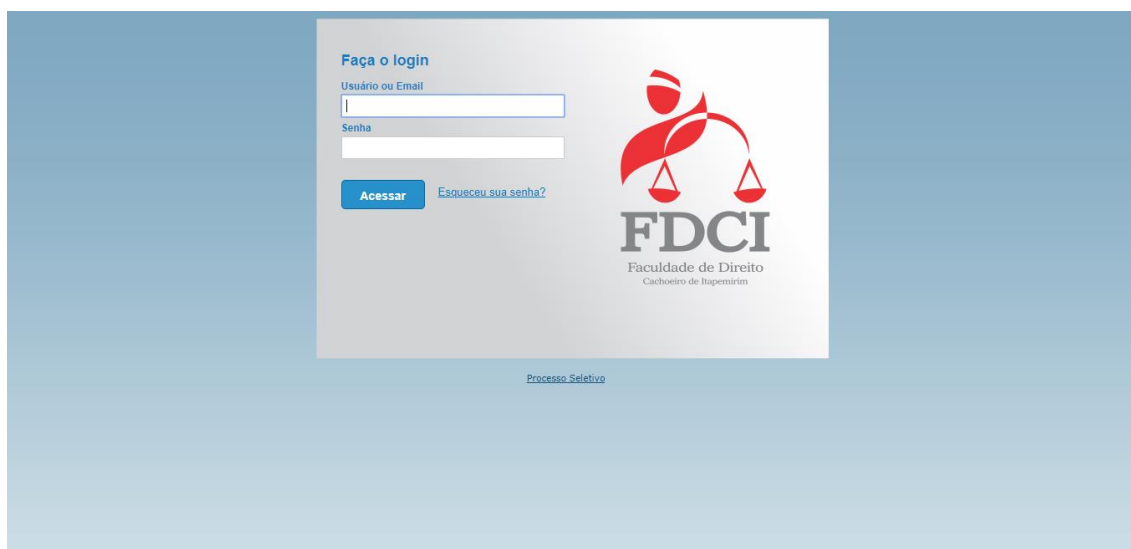 Faça o login
Usuário ou Email
Senha
Acessar
Esqueceu sua senha?
FDCI
Faculdade de Direito
Cachoeiro de Itapemirim
Processo Seletivo